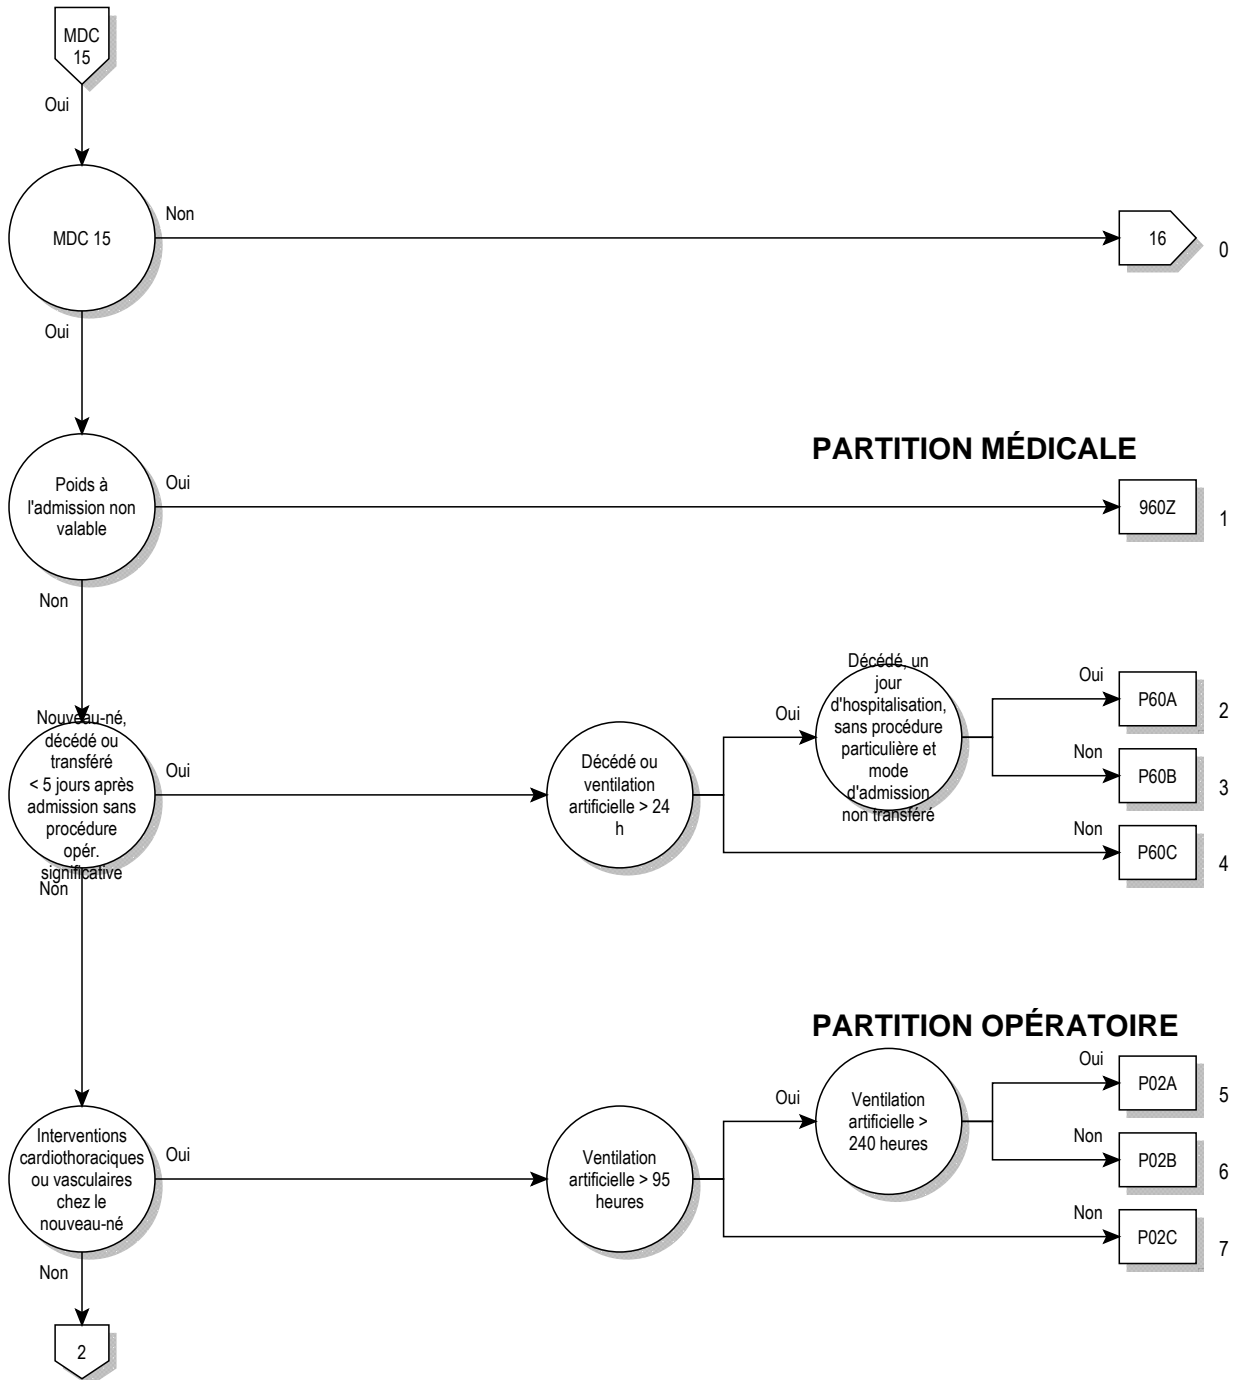 MDC
15
Oui
MDC 15
Non
16
0
Oui
PARTITION MÉDICALE
Poids à
l'admission non
valable
Oui
960Z
1
Non
Nouveau-né,
décédé ou
transféré
< 5 jours après
admission sans
procédure
opér.
significative
Oui
Décédé ou
ventilation
artificielle > 24
h
Oui
Décédé, un
jour
d'hospitalisation,
sans procédure
particulière et
mode
d'admission
non transféré
Oui
P60A
2
Non
P60B
3
Non
P60C
4
Non
PARTITION OPÉRATOIRE
Interventions
cardiothoraciques
ou vasculaires
chez le
nouveau-né
Oui
Ventilation
artificielle > 95
heures
Oui
Ventilation
artificielle >
240 heures
Oui
P02A
5
Non
P02B
6
Non
P02C
7
Non
2